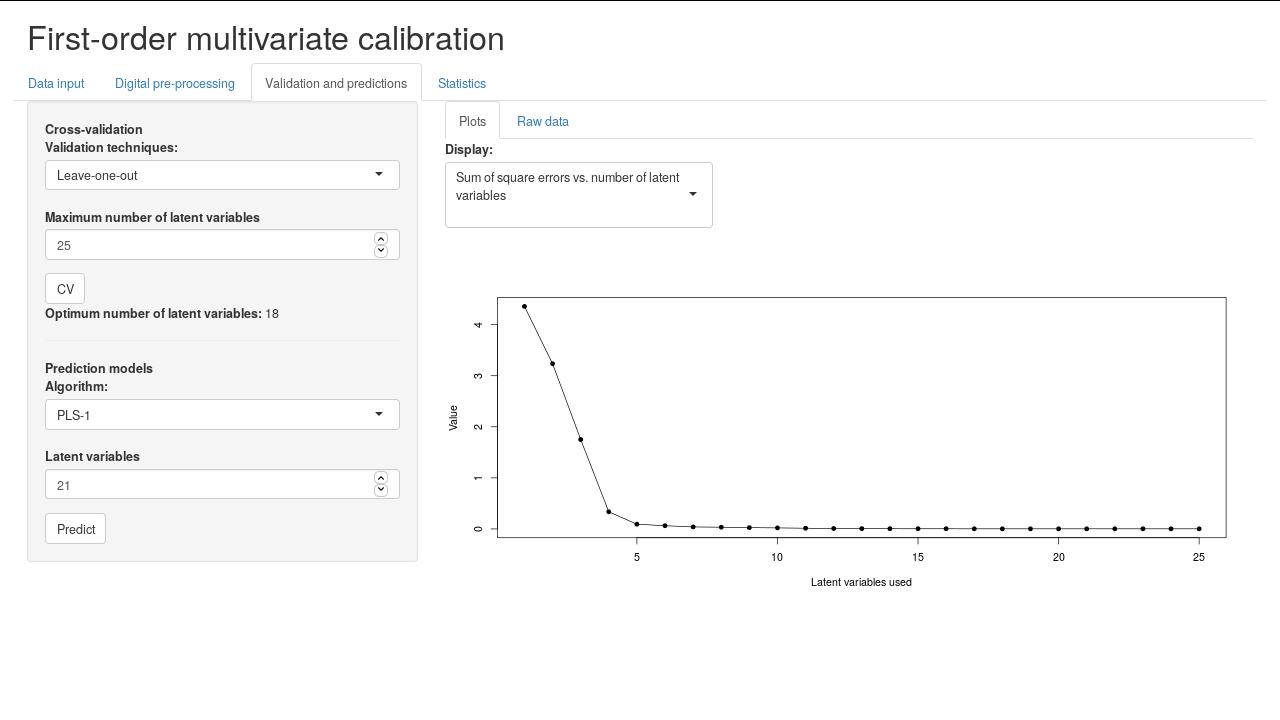 First-order multivariate calibration
Data input
Digital pre-processing
Validation and predictions
Statistics
Cross-validation
Validation techniques:
Leave-one-out
Maximum number of latent variables
25
CV
Optimum number of latent variables: 18
Prediction models
Algorithm:
PLS-1
Latent variables
21
Predict
Plots
Raw data
Display:
Sum of square errors vs. number of latent
variables
Value
4
3
2
1
0
5 10 15 20 25
Latent variables used